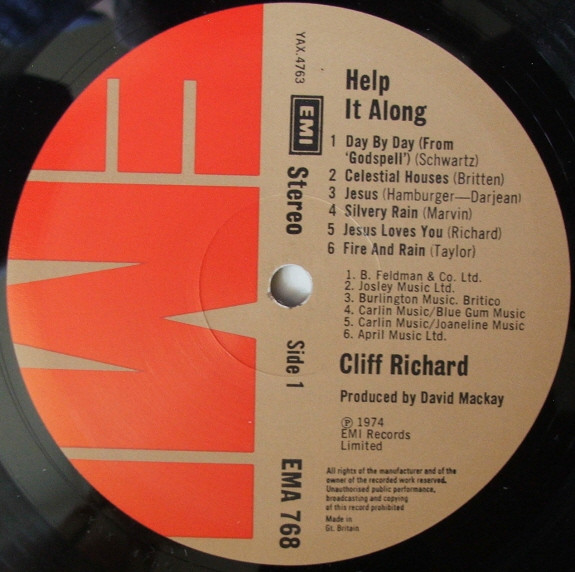 YAX.4763
EMI
Stereo
Side 1
EMA 768
EMI
Help
It Along
1 Day By Day (From
'Godspell') (Schwartz)
2 Celestial Houses (Britten)
3 Jesus (Hamburger—Darjean)
4 Silvery Rain (Marvin)
5 Jesus Loves You (Richard)
6 Fire And Rain (Taylor)
1. B. Feldman & Co. Ltd.
2. Josley Music Ltd.
3. Burlington Music. Britico
4. Carlin Music/Blue Gum Music
5. Carlin Music/Joaneline Music
6. April Music Ltd.
Cliff Richard
Produced by David Mackay
Ⓟ 1974
EMI Records
Limited
All rights of the manufacturer and of the
owner of the recorded work reserved.
Unauthorised public performance,
broadcasting and copying
of this record prohibited
Made in
Gt. Britain